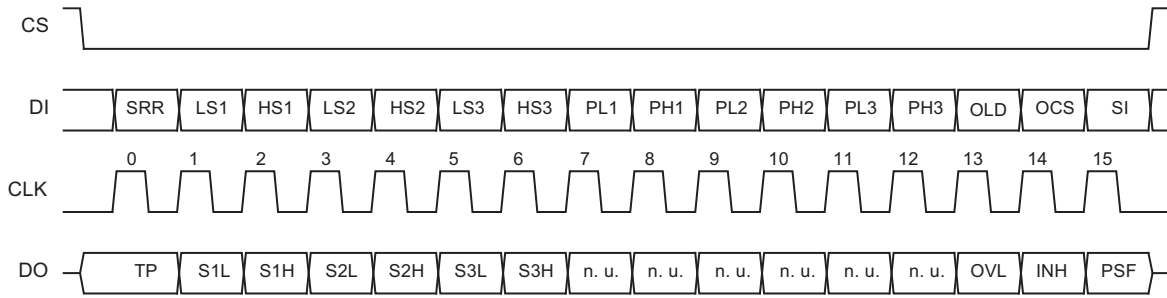 CS
DI SRR LS1 HS1 LS2 HS2 LS3 HS3 PL1 PH1 PL2 PH2 PL3 PH3 OLD OCS SI
0 1 2 3 4 5 6 7 8 9 10 11 12 13 14 15
CLK
DO TP S1L S1H S2L S2H S3L S3H n. u. n. u. n. u. n. u. n. u. n. u. OVL INH PSF